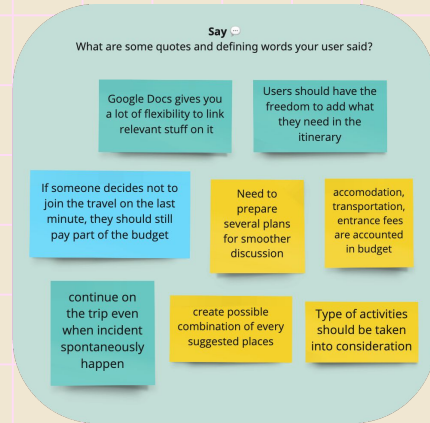 Say 💬
What are some quotes and defining words your user said?
Google Docs gives you
a lot of flexibility to link
relevant stuff on it
Users should have the
freedom to add what
they need in the
itinerary
If someone decides not to
join the travel on the last
minute, they should still
pay part of the budget
Need to
prepare
several plans
for smoother
discussion
accomodation,
transportation,
entrance fees
are accounted
in budget
continue on
the trip even
when incident
spontaneously
happen
create possible
combination of every
suggested places
Type of activities
should be taken
into consideration